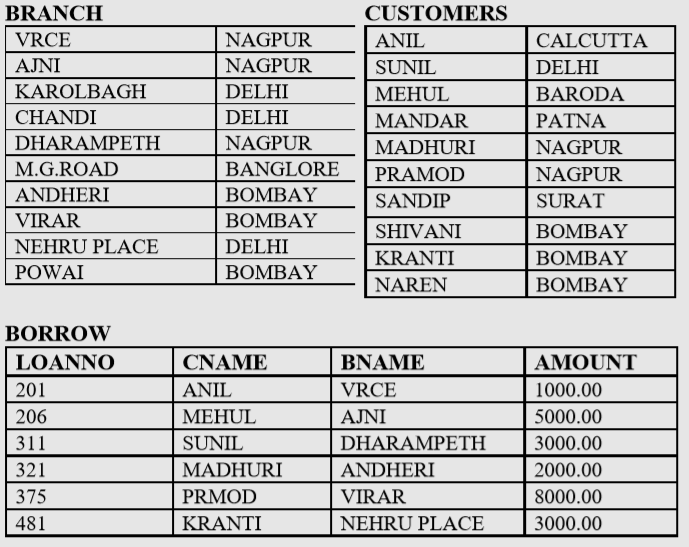 BRANCH
VRCE NAGPUR
AJNI NAGPUR
KAROLBAGH DELHI
CHANDI DELHI
DHARAMPETH NAGPUR
M.G.ROAD BANGLORE
ANDHERI BOMBAY
VIRAR BOMBAY
NEHRU PLACE DELHI
POWAI BOMBAY
CUSTOMERS
ANIL CALCUTTA
SUNIL DELHI
MEHUL BARODA
MANDAR PATNA
MADHURI NAGPUR
PRAMOD NAGPUR
SANDIP SURAT
SHIVANI BOMBAY
KRANTI BOMBAY
NAREN BOMBAY
BORROW
LOANNO CNAME BNAME AMOUNT
201 ANIL VRCE 1000.00
206 MEHUL AJNI 5000.00
311 SUNIL DHARAMPETH 3000.00
321 MADHURI ANDHERI 2000.00
375 PRMOD VIRAR 8000.00
481 KRANTI NEHRU PLACE 3000.00